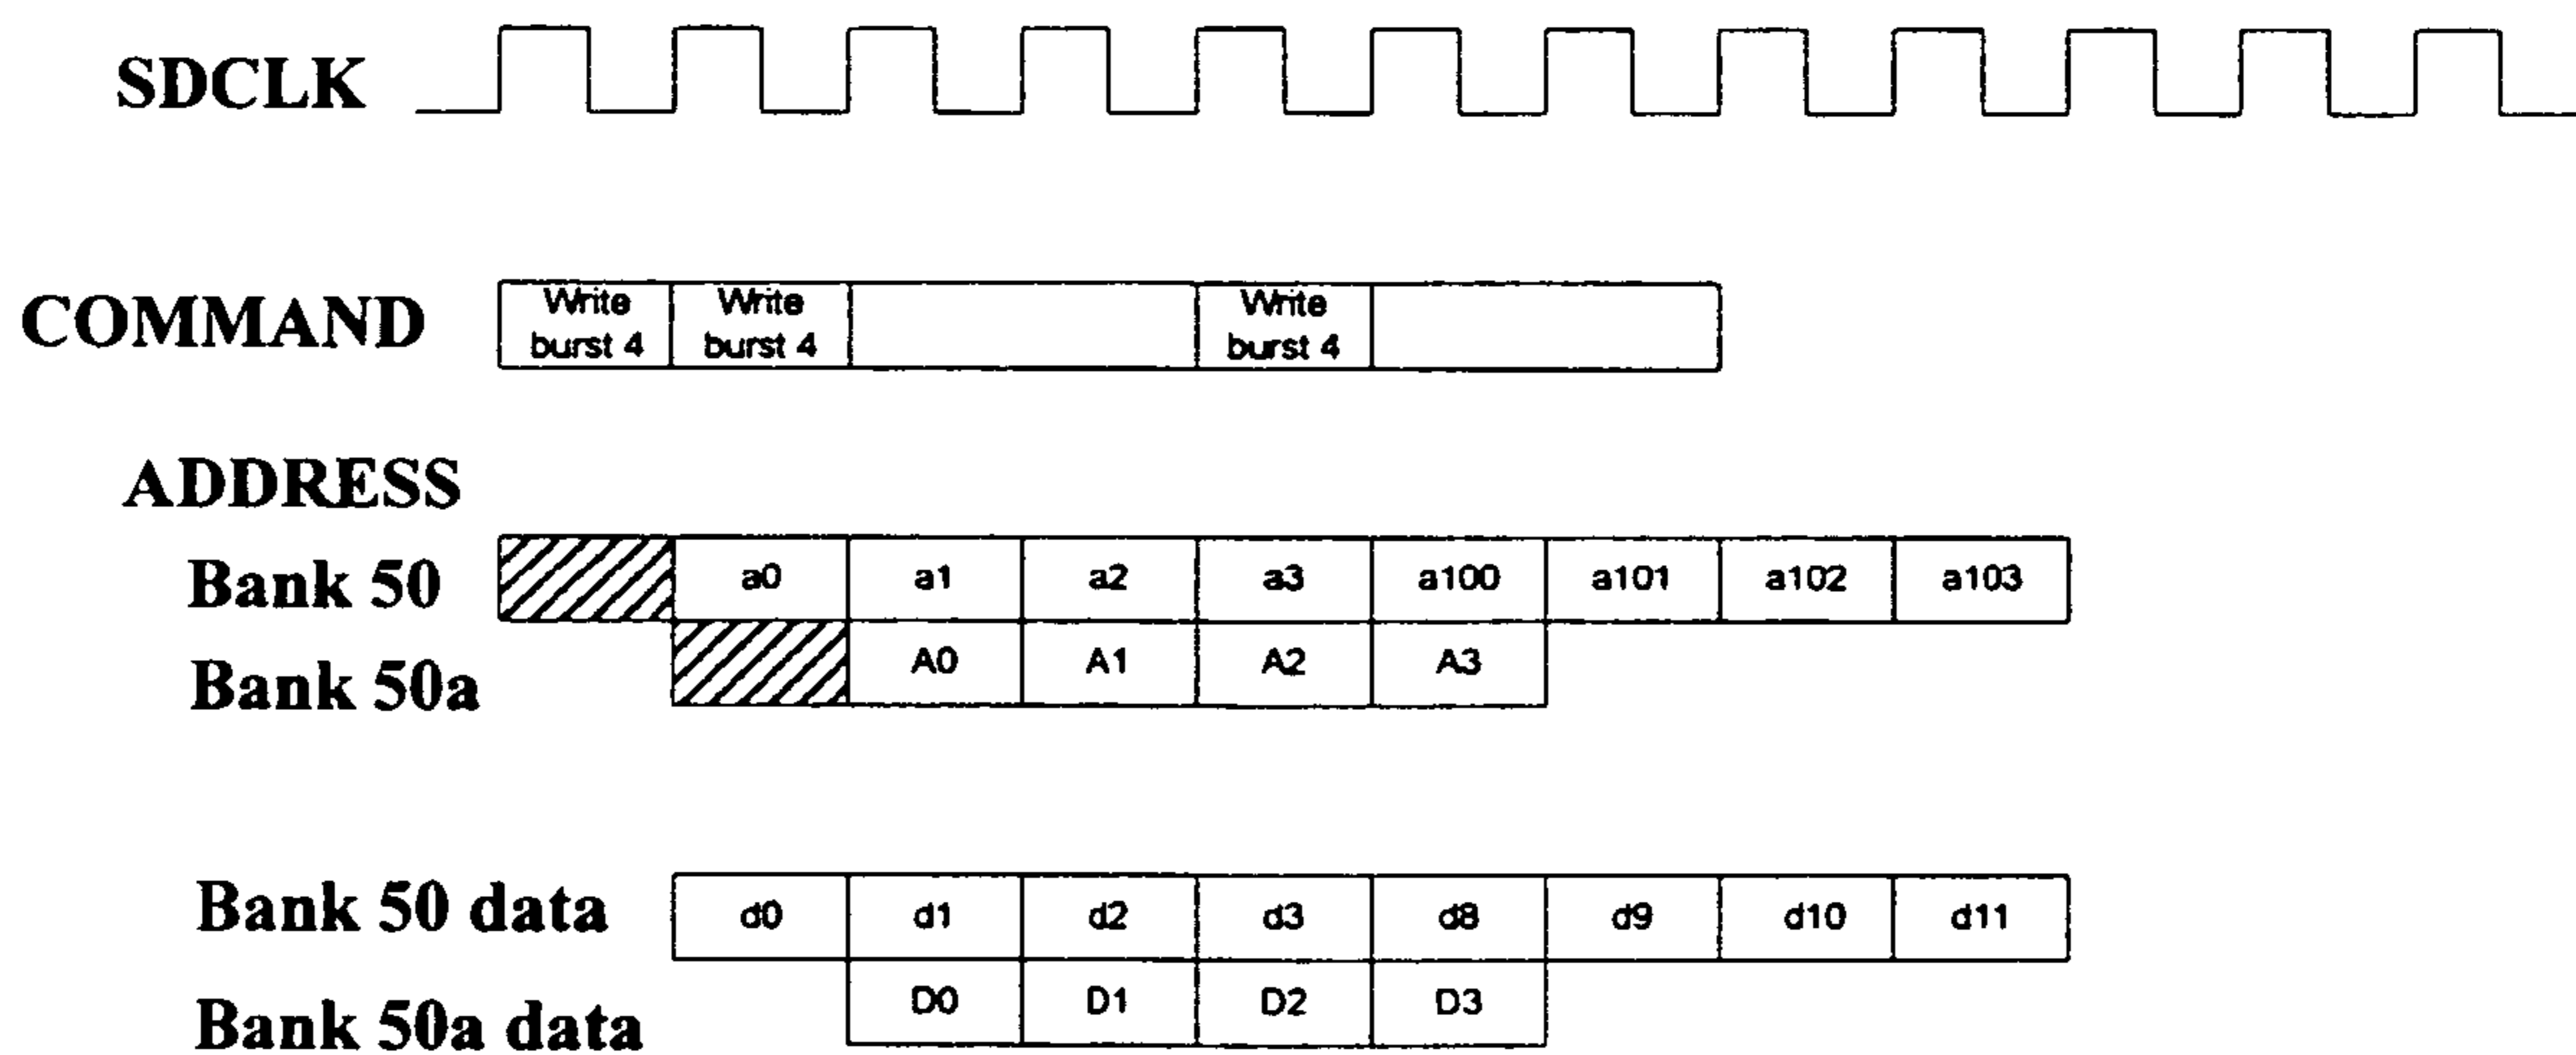 SDCLK
COMMAND
Write Write Write
burst 4 burst 4 burst 4
ADDRESS
Bank 50 a0 a1 a2 a3 a100 a101 a102 a103
Bank 50a A0 A1 A2 A3
Bank 50 data d0 d1 d2 d3 d8 d9 d10 d11
Bank 50a data D0 D1 D2 D3